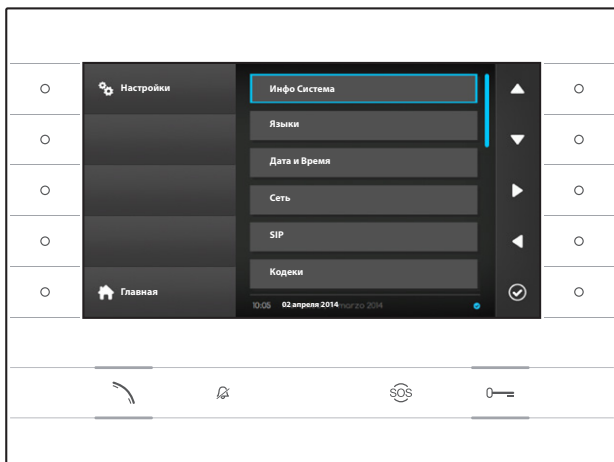 Настройки
Инфо Система
Языки
Дата и Время
Сеть
SIP
Кодеки
Главная
10:05 02 апреля 2014 marzo 2014
SOS